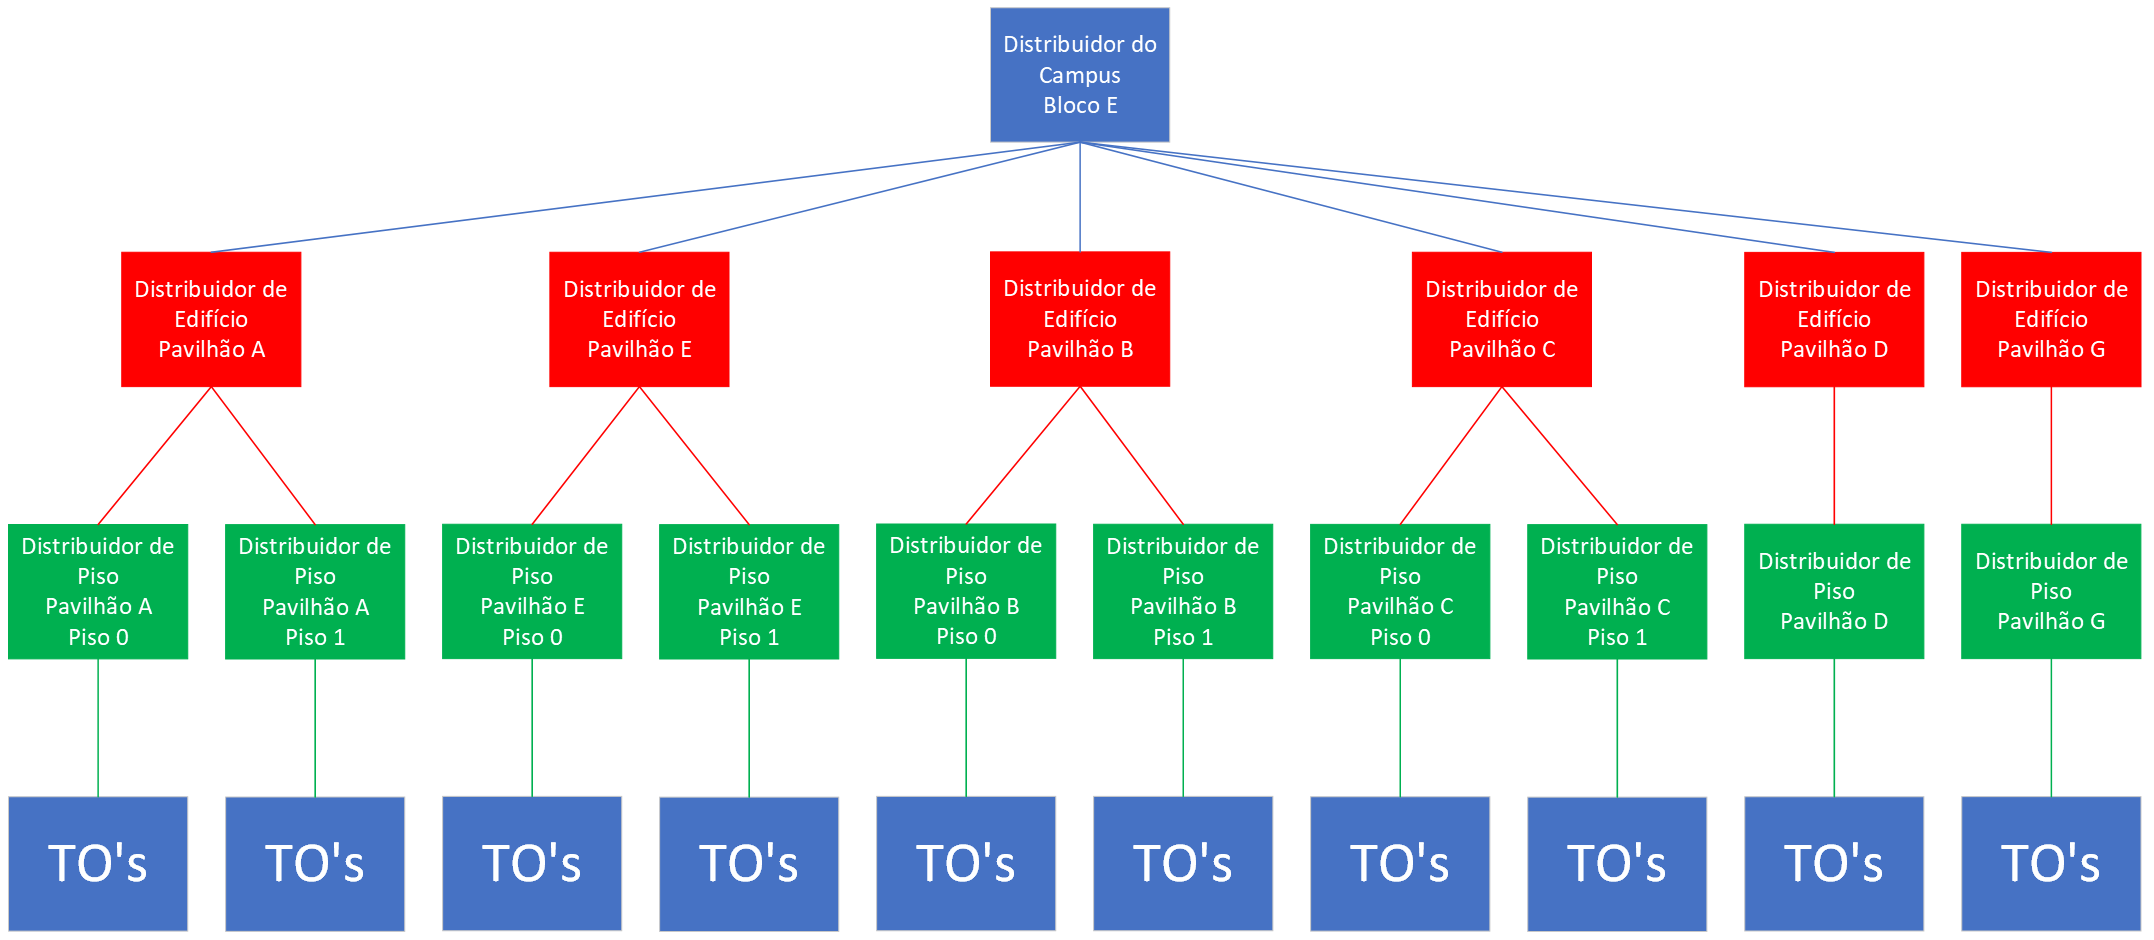 Distribuidor do
Campus
Bloco E
Distribuidor de
Edifício
Pavilhão A
Distribuidor de
Edifício
Pavilhão E
Distribuidor de
Edifício
Pavilhão B
Distribuidor de
Edifício
Pavilhão C
Distribuidor de
Edifício
Pavilhão D
Distribuidor de
Edifício
Pavilhão G
Distribuidor de
Piso
Pavilhão A
Piso 0
Distribuidor de
Piso
Pavilhão A
Piso 1
Distribuidor de
Piso
Pavilhão E
Piso 0
Distribuidor de
Piso
Pavilhão E
Piso 1
Distribuidor de
Piso
Pavilhão B
Piso 0
Distribuidor de
Piso
Pavilhão B
Piso 1
Distribuidor de
Piso
Pavilhão C
Piso 0
Distribuidor de
Piso
Pavilhão C
Piso 1
Distribuidor de
Piso
Pavilhão D
Distribuidor de
Piso
Pavilhão G
TO's
TO's
TO's
TO's
TO's
TO's
TO's
TO's
TO's
TO's